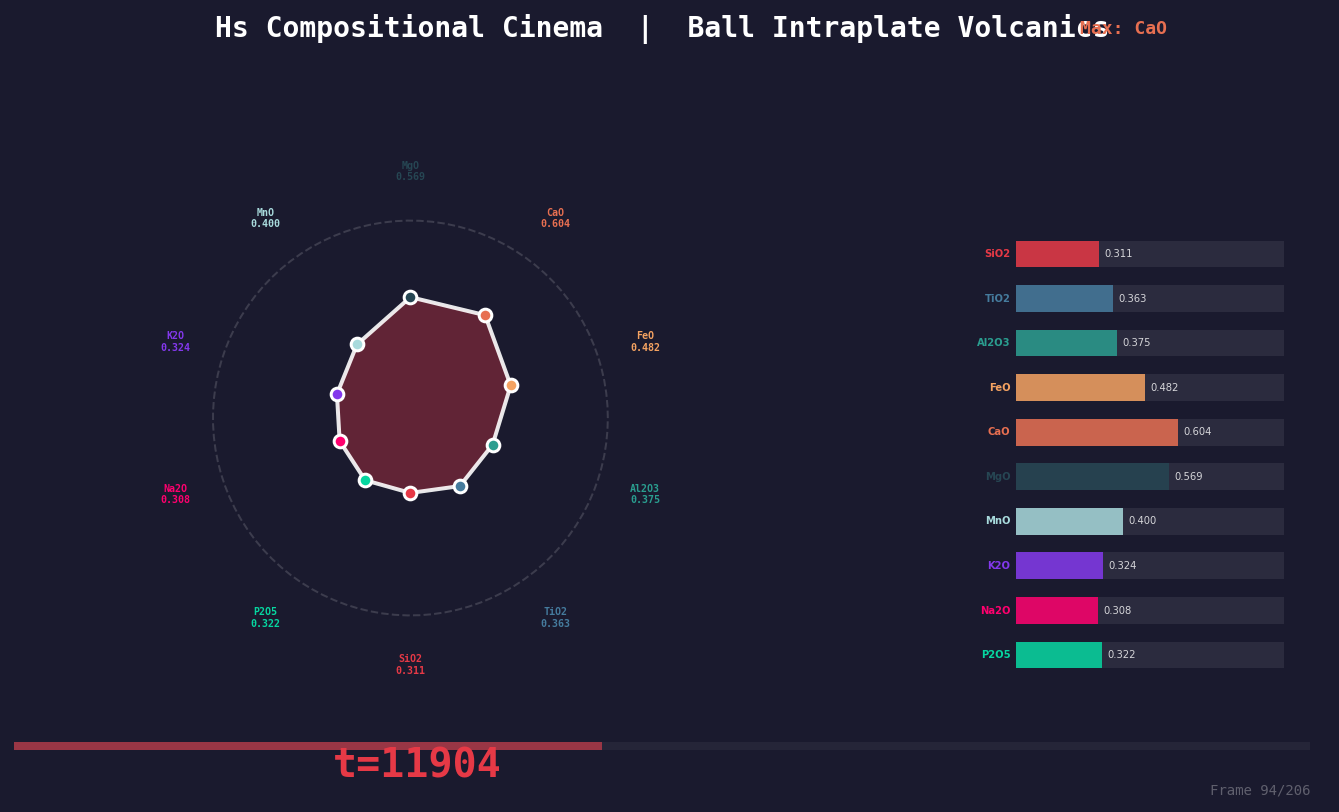 Hs Compositional Cinema | Ball Intraplate Volcanics
Max: CaO
MgO
0.569
MnO
0.400
CaO
0.604
K2O
0.324
FeO
0.482
Na2O
0.308
Al2O3
0.375
P2O5
0.322
TiO2
0.363
SiO2
0.311
SiO2 0.311
TiO2 0.363
Al2O3 0.375
FeO 0.482
CaO 0.604
MgO 0.569
MnO 0.400
K2O 0.324
Na2O 0.308
P2O5 0.322
t=11904
Frame 94/206